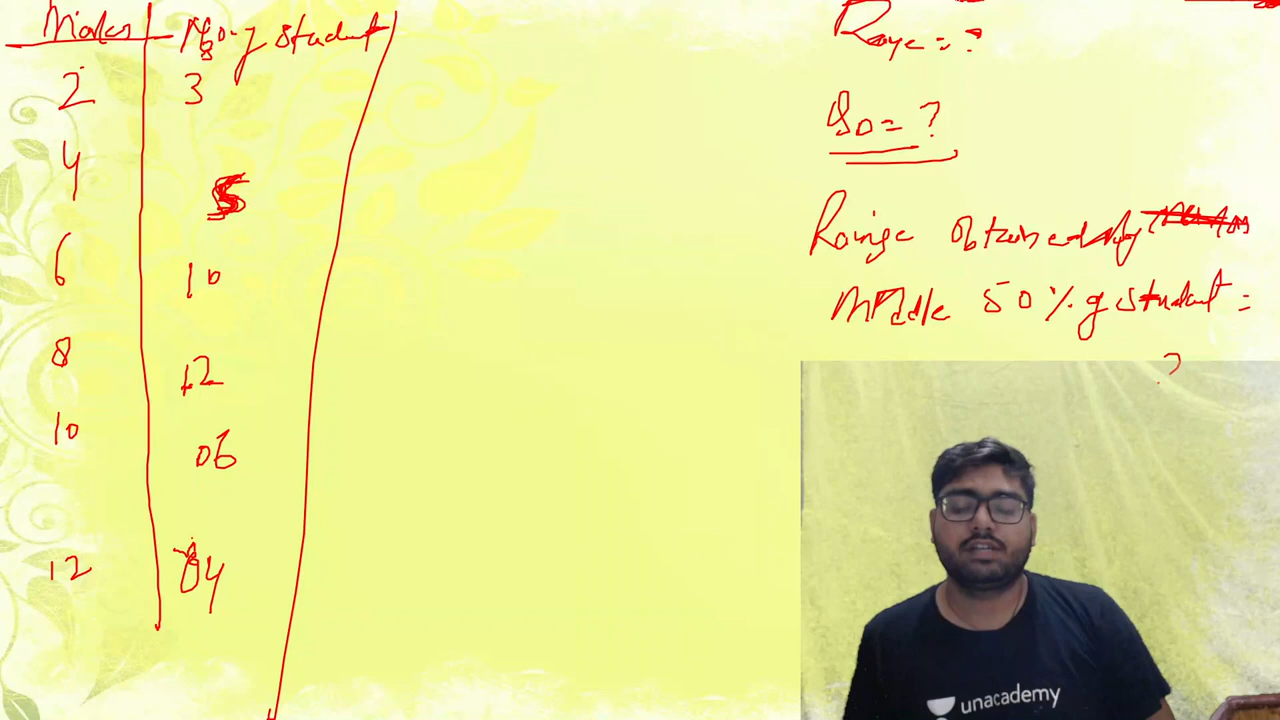 Marks No. of student
2 3
4 5
6 10
8 12
10 06
12 04
Range = ?
QD = ?
Range obtained by
Middle 50% of student =
?
unacademy